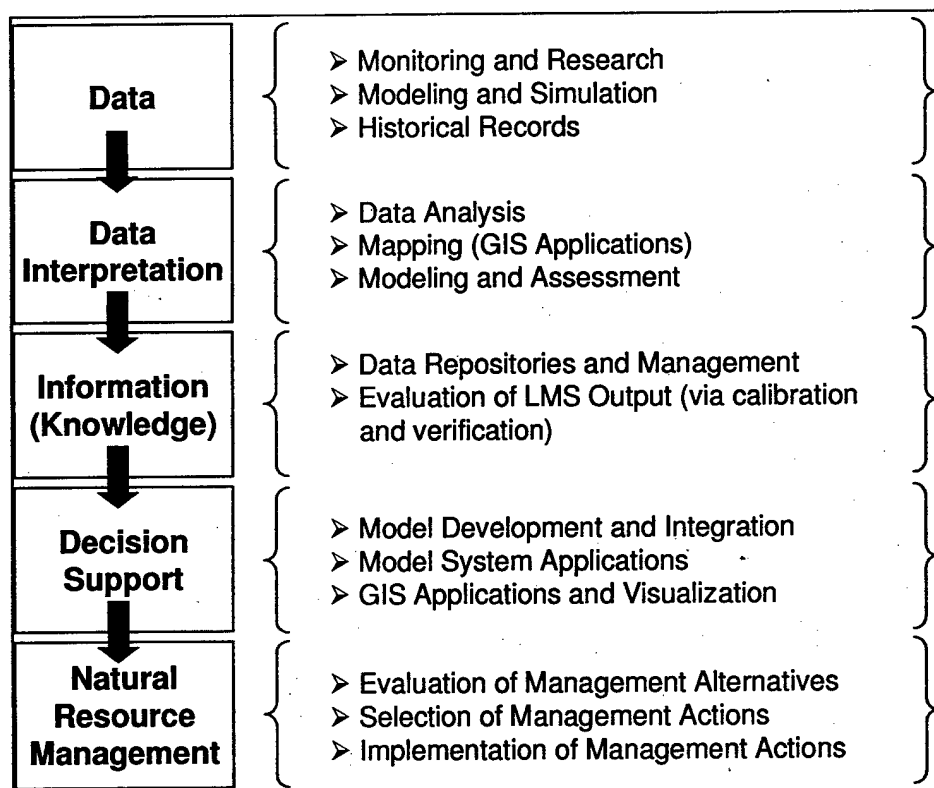 Data
➢ Monitoring and Research
➢ Modeling and Simulation
➢ Historical Records
Data
Interpretation
➢ Data Analysis
➢ Mapping (GIS Applications)
➢ Modeling and Assessment
Information
(Knowledge)
➢ Data Repositories and Management
➢ Evaluation of LMS Output (via calibration
and verification)
Decision
Support
➢ Model Development and Integration
➢ Model System Applications
➢ GIS Applications and Visualization
Natural
Resource
Management
➢ Evaluation of Management Alternatives
➢ Selection of Management Actions
➢ Implementation of Management Actions